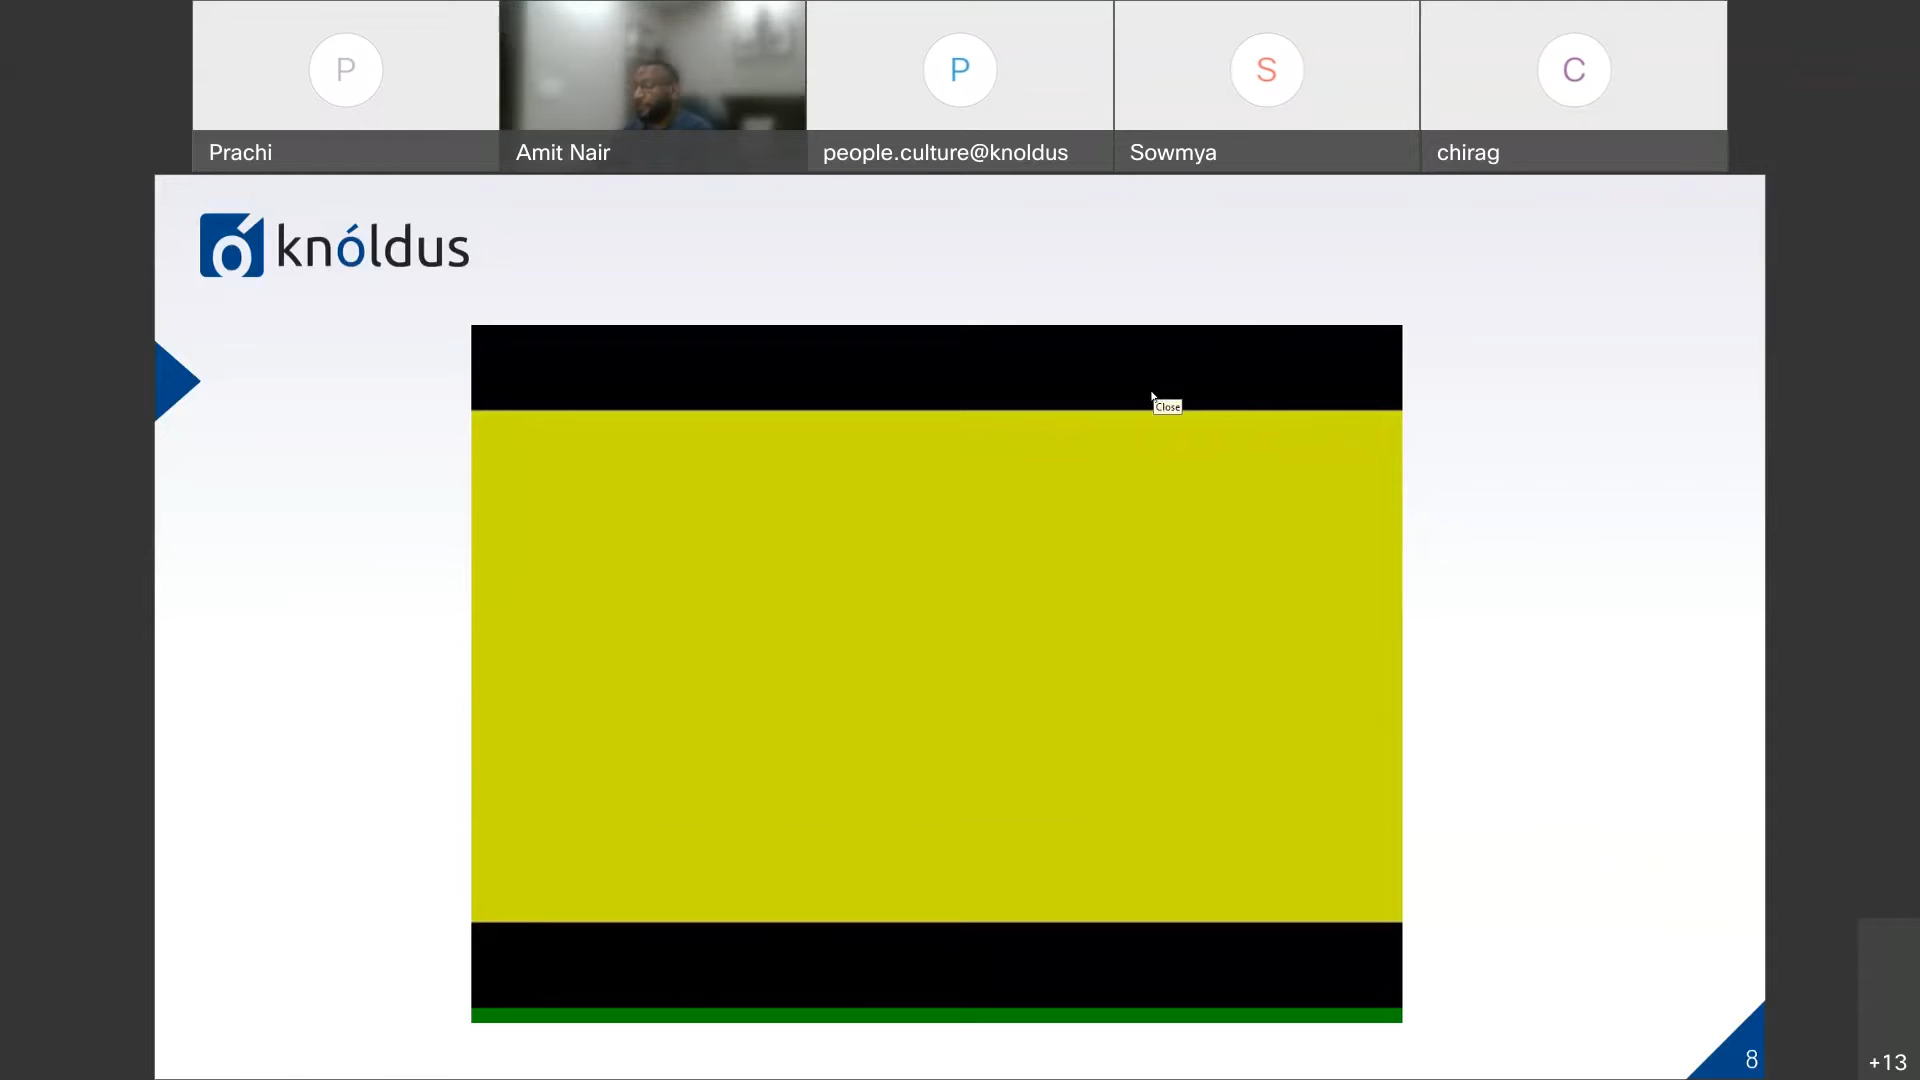 P
P
S
C
Prachi
Amit Nair
people.culture@knoldus
Sowmya
chirag
knóldus
Close
8
+13